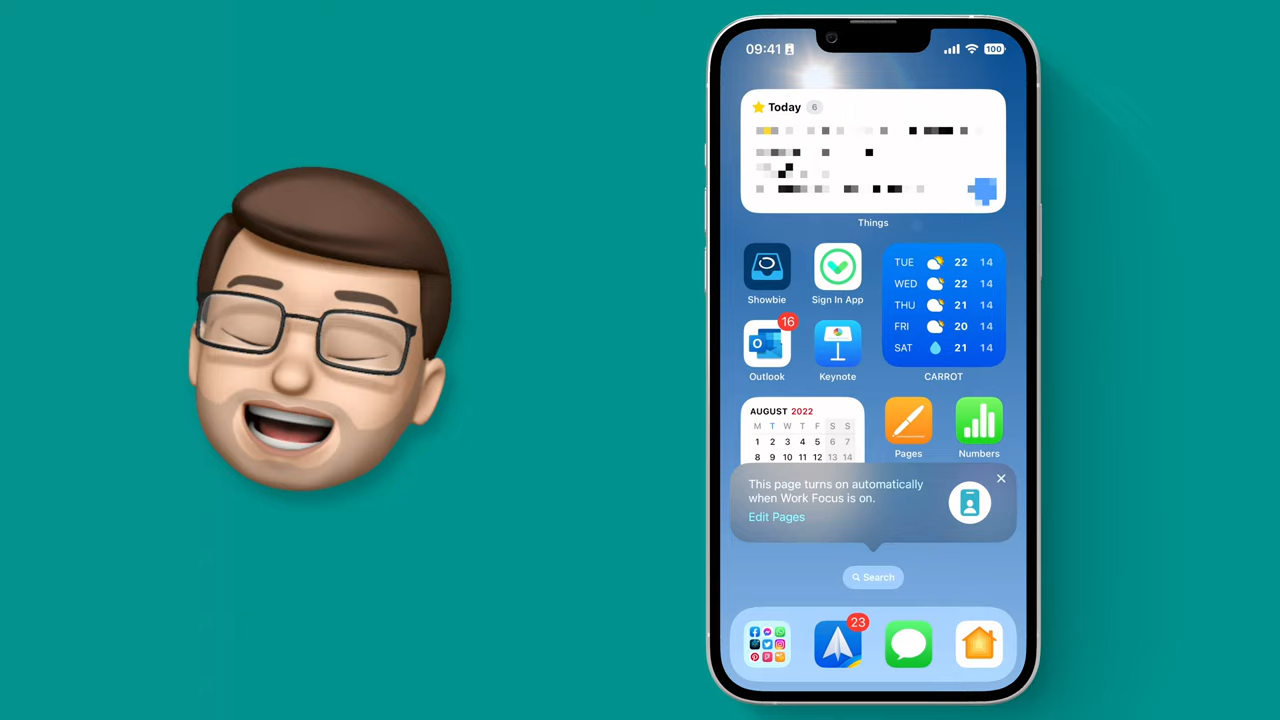 09:41
100
Today 6
Things
Showbie
Sign In App
TUE 22 14
WED 22 14
THU 21 14
FRI 20 14
SAT 21 14
16
Outlook
Keynote
CARROT
AUGUST 2022
M T W T F S S
1 2 3 4 5 6 7
8 9 10 11 12 13 14
Pages
Numbers
This page turns on automatically
when Work Focus is on.
Edit Pages
Search
23